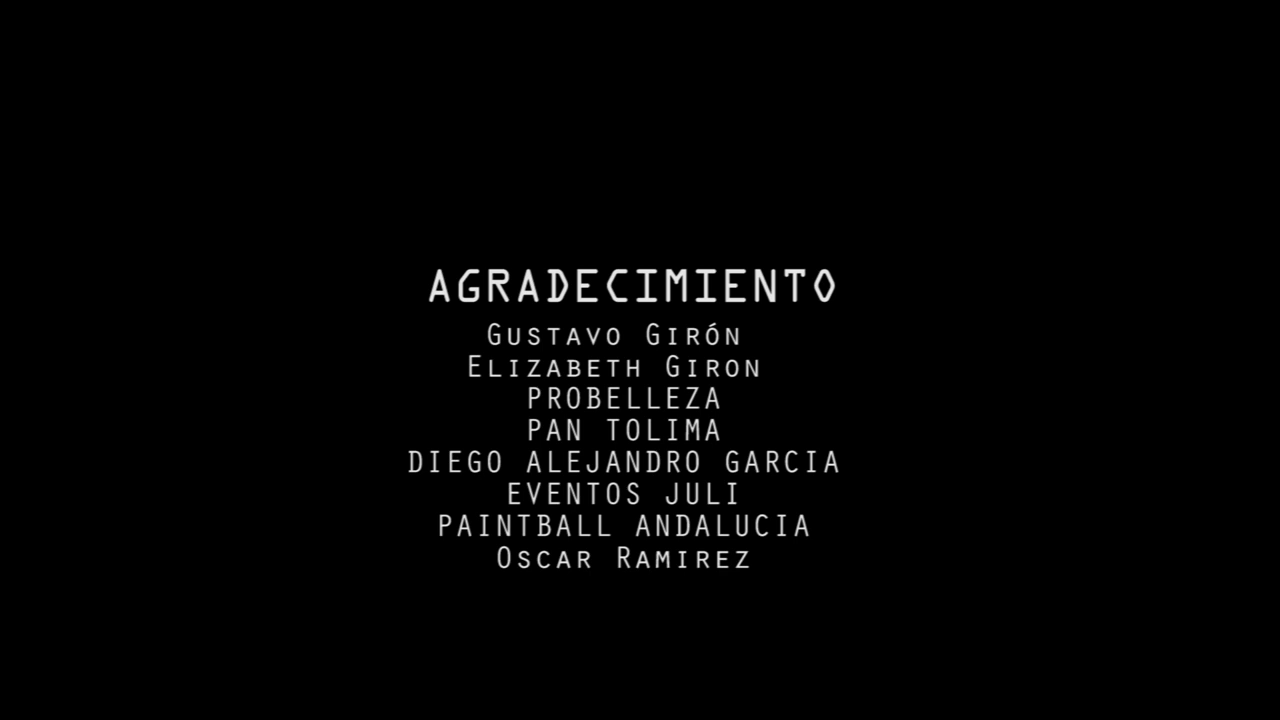 AGRADECIMIENTO
Gustavo Girón
Elizabeth Giron
PROBELLEZA
PAN TOLIMA
DIEGO ALEJANDRO GARCIA
EVENTOS JULI
PAINTBALL ANDALUCIA
Oscar Ramirez